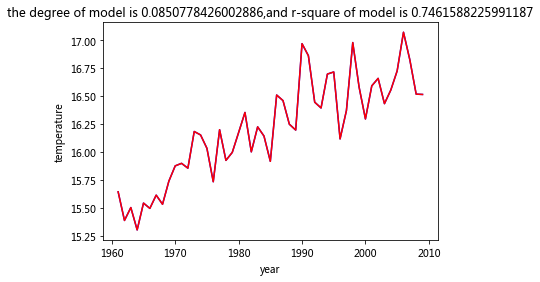 the degree of model is 0.0850778426002886,and r-square of model is 0.7461588225991187
17.00
16.75
16.50
16.25
16.00
15.75
15.50
15.25
temperature
1960 1970 1980 1990 2000 2010
year